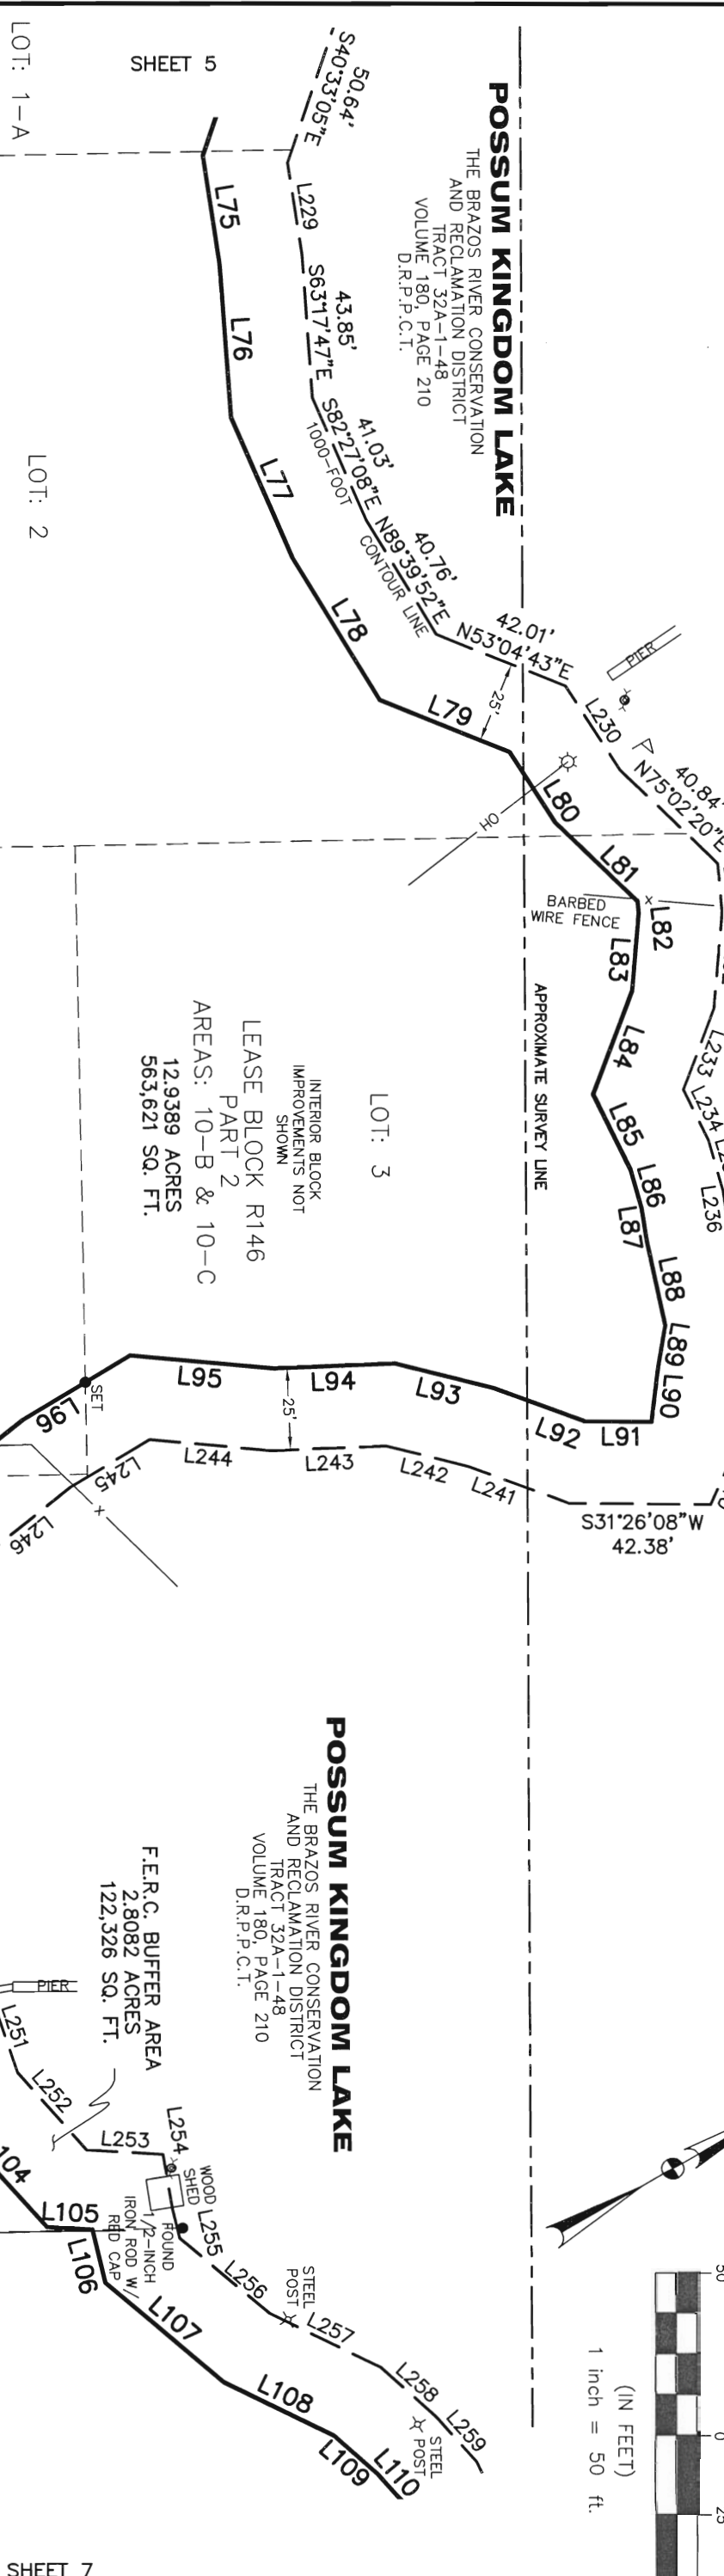 SHEET 5
LOT: 1-A
50.64'
S40°33'05"E
POSSUM KINGDOM LAKE
THE BRAZOS RIVER CONSERVATION
AND RECLAMATION DISTRICT
TRACT 32A-1-48
VOLUME 180, PAGE 210
D.R.P.P.C.T.
L75
L229
43.85'
S63°17'47"E
L76
41.03'
S82°27'08"E
1000-FOOT
CONTOUR LINE
L77
LOT: 2
40.76'
N89°39'52"E
L78
42.01'
N53°04'43"E
PIER
L79
25'
L230
40.84'
N75°02'20"E
L80
OH
L81
BARBED
WIRE FENCE
X
L82
L83
APPROXIMATE SURVEY LINE
L84
L233
L234
L236
L85
L86
L87
LOT: 3
INTERIOR BLOCK
IMPROVEMENTS NOT
SHOWN
LEASE BLOCK R146
PART 2
AREAS: 10-B & 10-C
12.9389 ACRES
563,621 SQ. FT.
L88
L89
L90
L91
L92
L93
L94
L95
SET
L96
25'
L241
L242
L243
L244
L245
L246
X
S31°26'08"W
42.38'
POSSUM KINGDOM LAKE
THE BRAZOS RIVER CONSERVATION
AND RECLAMATION DISTRICT
TRACT 32A-1-48
VOLUME 180, PAGE 210
D.R.P.P.C.T.
F.E.R.C. BUFFER AREA
2.8082 ACRES
122,326 SQ. FT.
PIER
L251
L252
L253
L254
WOOD
SHED
L255
FOUND
1/2-INCH
IRON ROD W/
RED CAP
104
L105
L106
L256
STEEL
POST
L257
L107
L108
L258
L259
STEEL
POST
L109
L110
50
0
25
(IN FEET)
1 inch = 50 ft.
SHEET 7